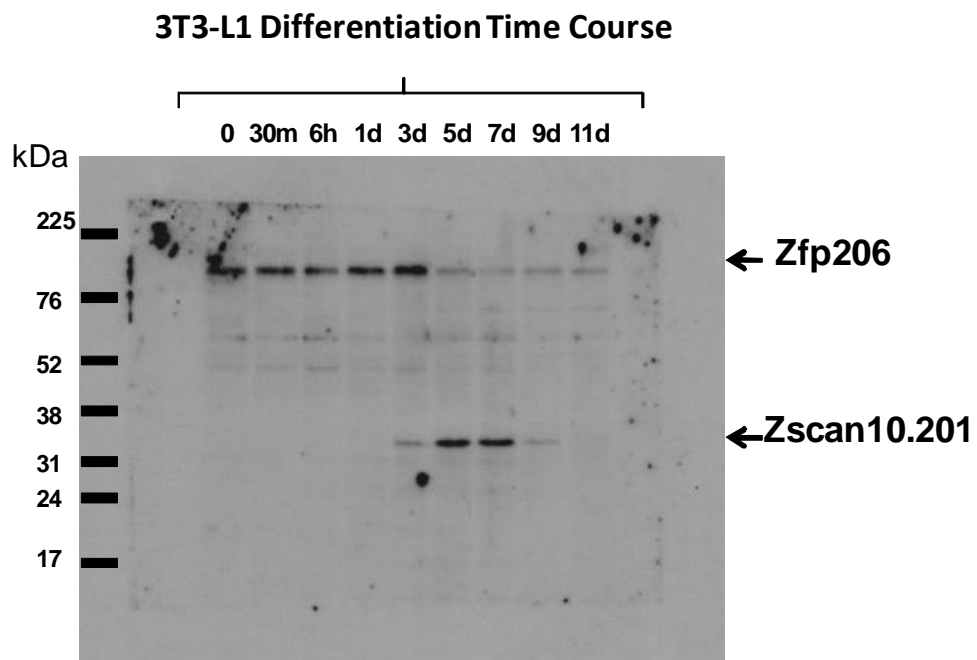 3T3-L1 Differentiation Time Course
0 30m 6h 1d 3d 5d 7d 9d 11d
kDa
225
Zfp206
76
52
38
Zscan10.201
31
24
17